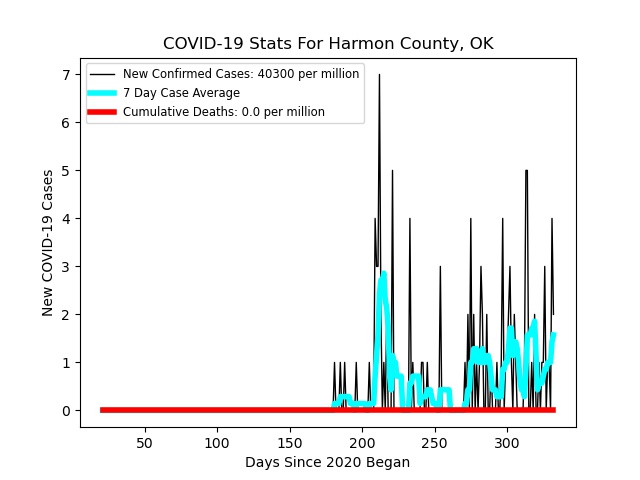 COVID-19 Stats For Harmon County, OK
New Confirmed Cases: 40300 per million
7 Day Case Average
Cumulative Deaths: 0.0 per million
New COVID-19 Cases
7
6
5
4
3
2
1
0
50
100
150
200
250
300
Days Since 2020 Began